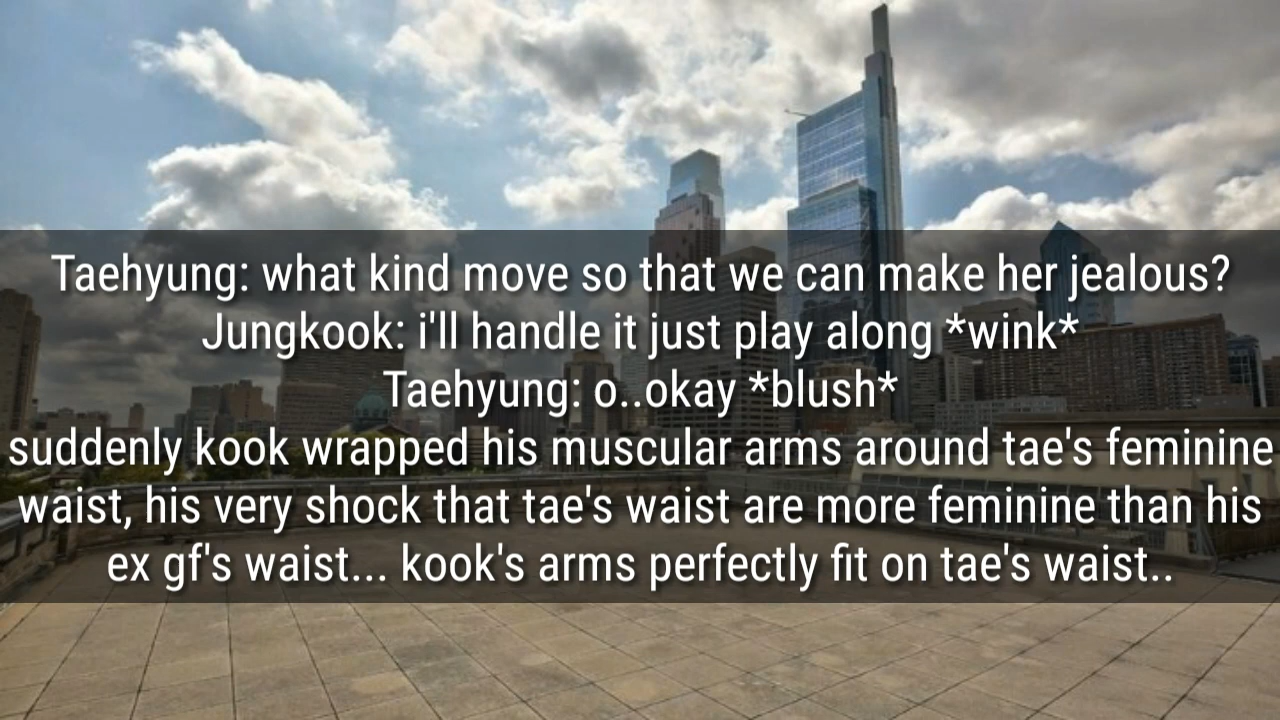 Taehyung: what kind move so that we can make her jealous?
Jungkook: i'll handle it just play along *wink*
Taehyung: o..okay *blush*
suddenly kook wrapped his muscular arms around tae's feminine
waist, his very shock that tae's waist are more feminine than his
ex gf's waist... kook's arms perfectly fit on tae's waist..